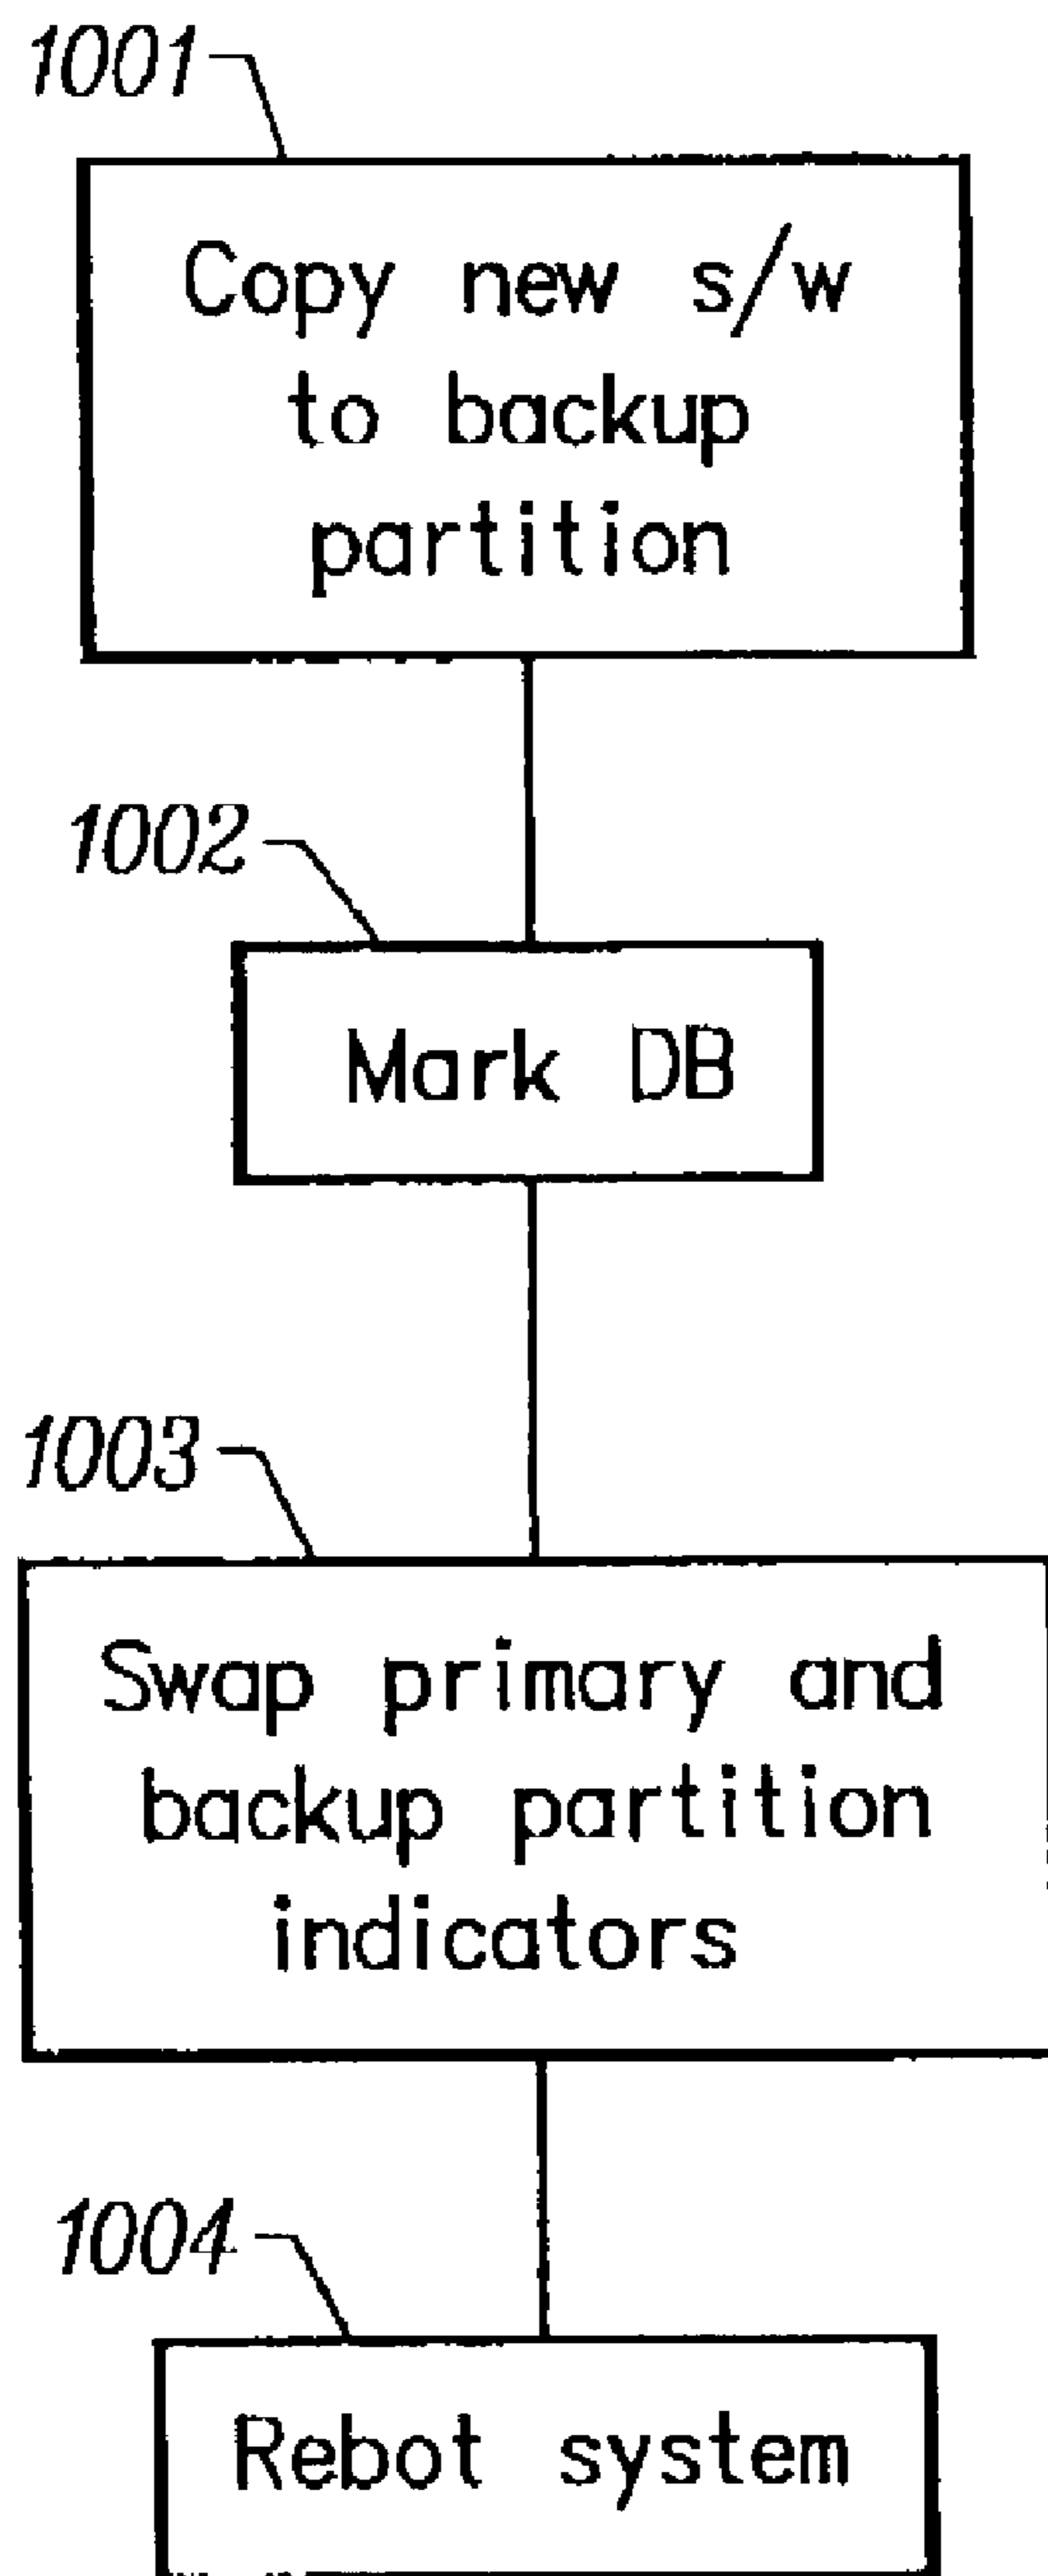 1001
Copy new s/w
to backup
partition
1002
Mark DB
1003
Swap primary and
backup partition
indicators
1004
Rebot system